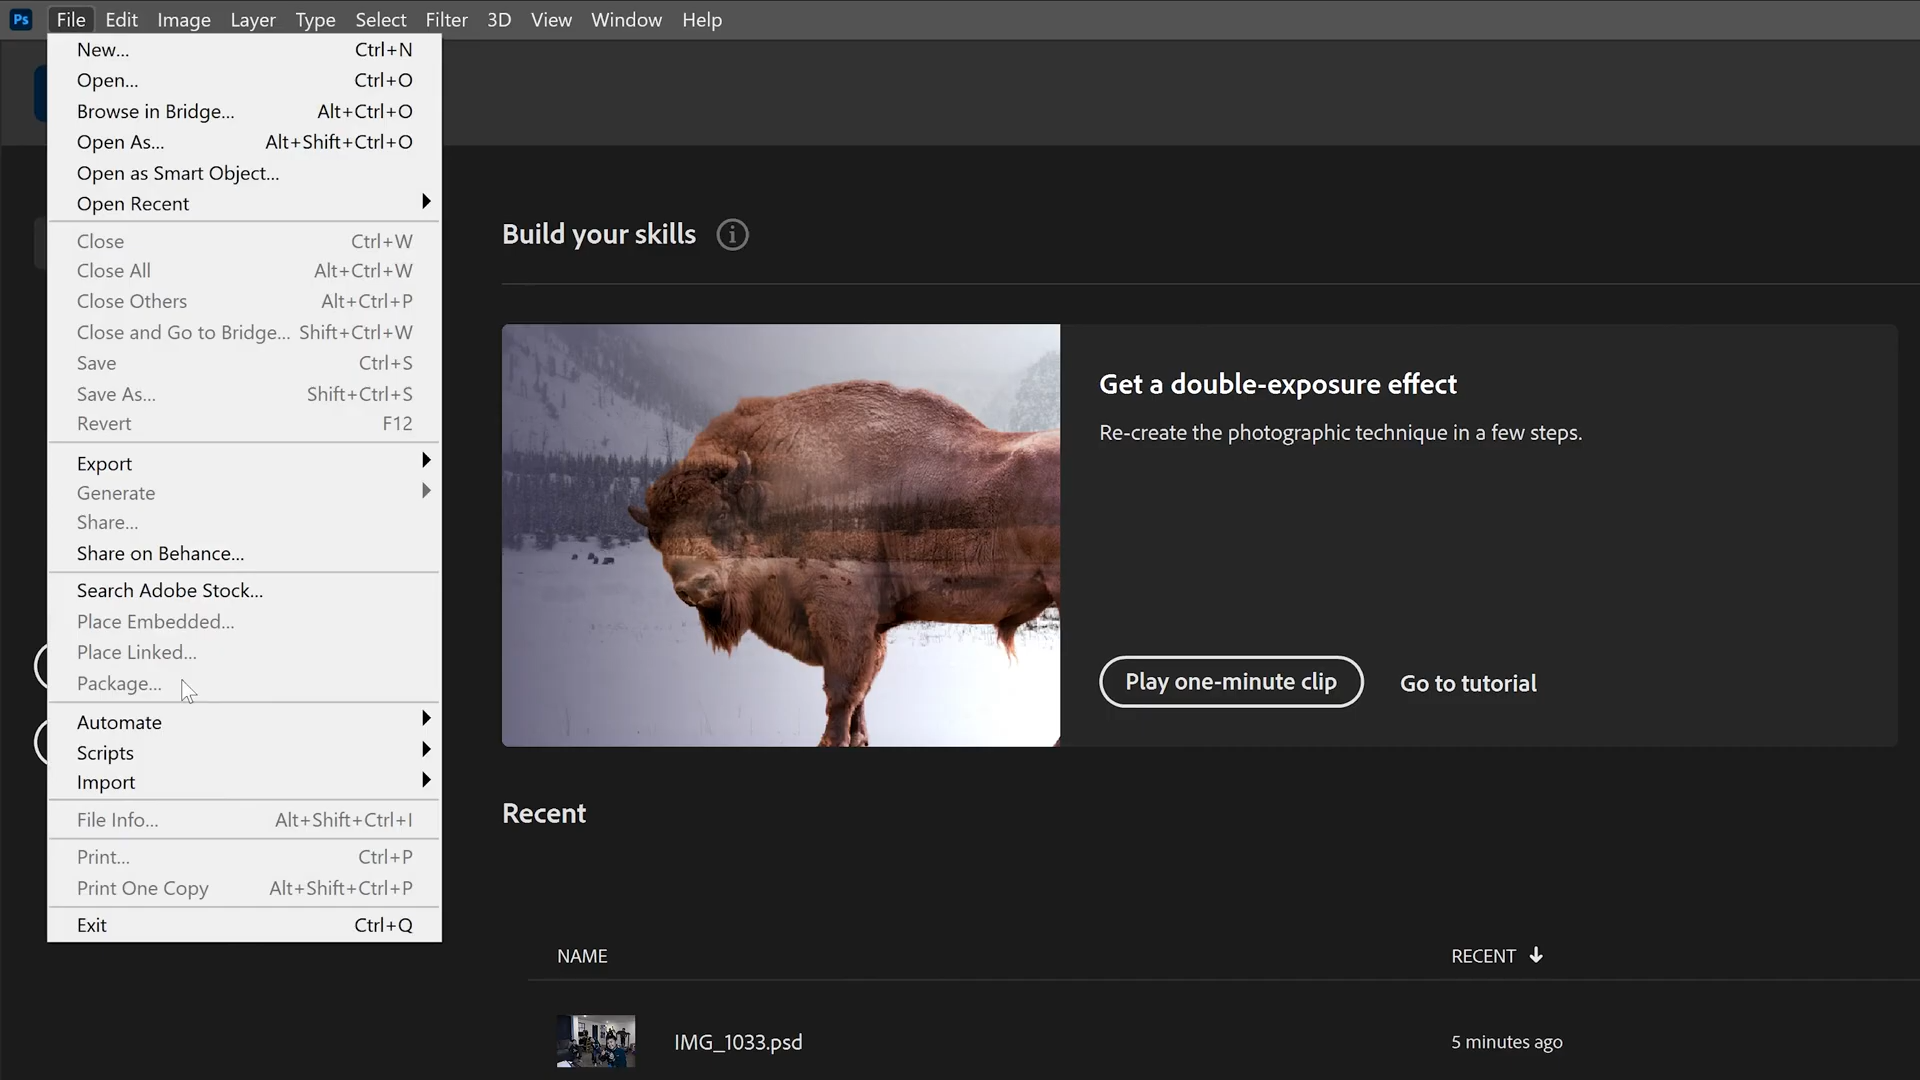 Ps File Edit Image Layer Type Select Filter 3D View Window Help
New... Ctrl+N
Open... Ctrl+O
Browse in Bridge... Alt+Ctrl+O
Open As... Alt+Shift+Ctrl+O
Open as Smart Object...
Open Recent
Close Ctrl+W
Close All Alt+Ctrl+W
Close Others Alt+Ctrl+P
Close and Go to Bridge... Shift+Ctrl+W
Save Ctrl+S
Save As... Shift+Ctrl+S
Revert F12
Export
Generate
Share...
Share on Behance...
Search Adobe Stock...
Place Embedded...
Place Linked...
Package...
Automate
Scripts
Import
File Info... Alt+Shift+Ctrl+I
Print... Ctrl+P
Print One Copy Alt+Shift+Ctrl+P
Exit Ctrl+Q
Build your skills
Get a double-exposure effect
Re-create the photographic technique in a few steps.
Play one-minute clip Go to tutorial
Recent
NAME RECENT
IMG_1033.psd 5 minutes ago